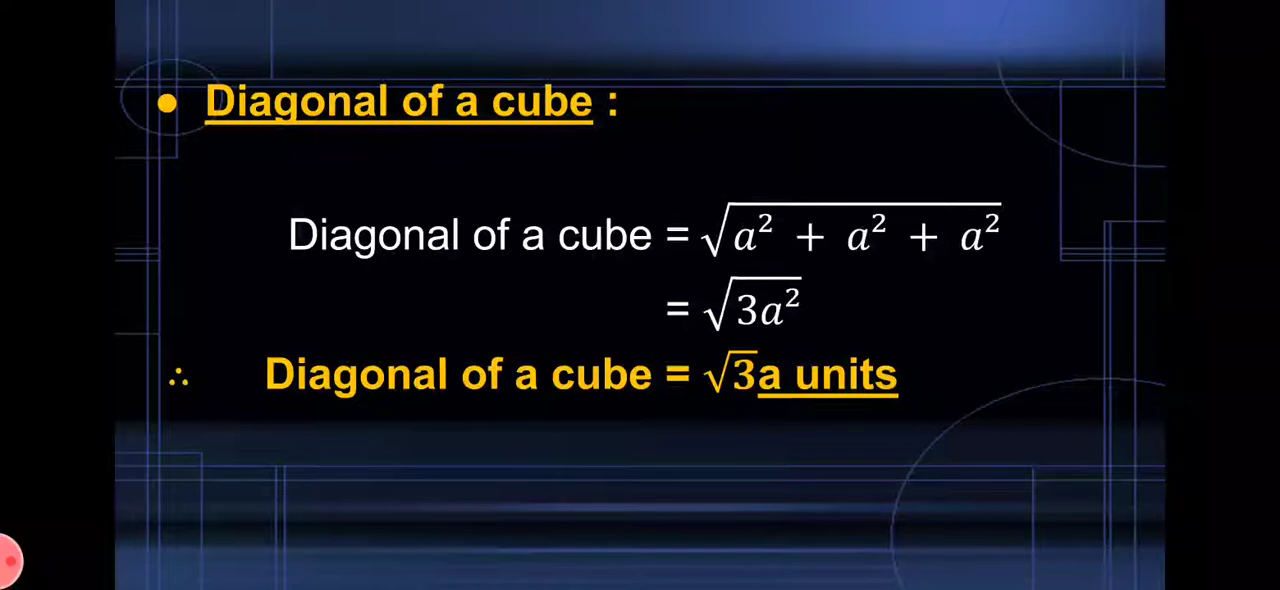 • Diagonal of a cube :
Diagonal of a cube = √(a² + a² + a²)
= √(3a²)
∴ Diagonal of a cube = √3a units